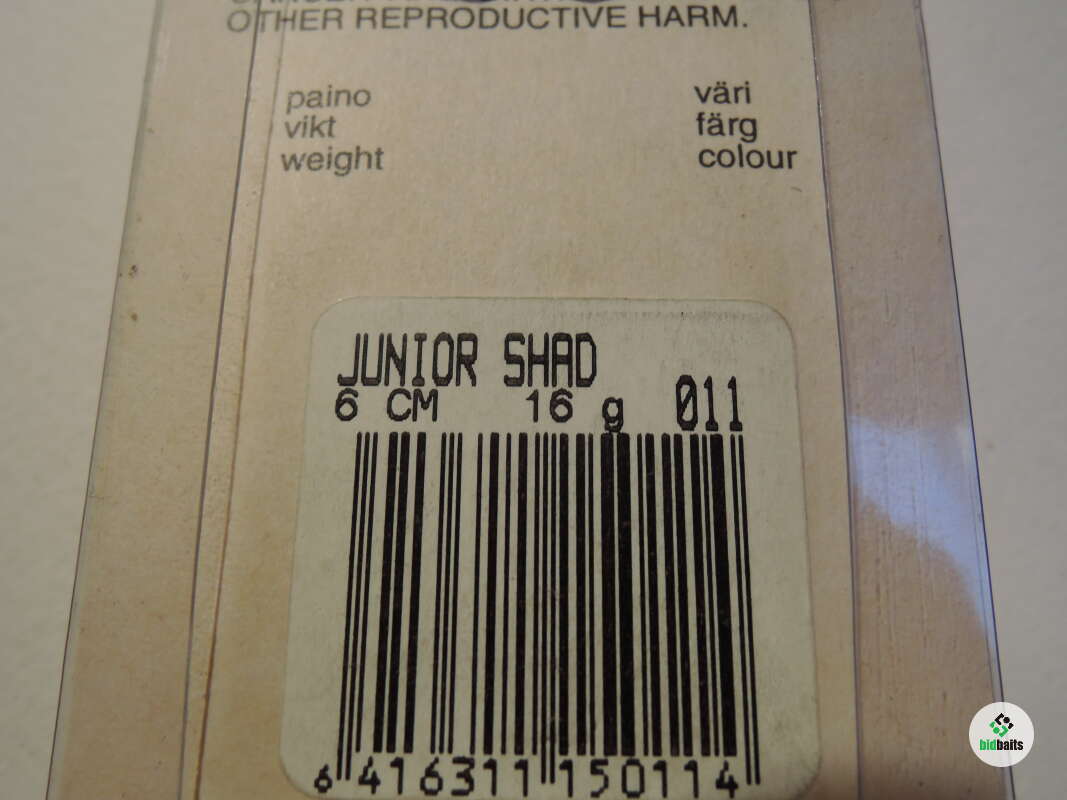 OTHER REPRODUCTIVE HARM.
paino
vikt
weight
väri
färg
colour
JUNIOR SHAD
6 CM 16 g 011
6 416311 150114
bidbaits